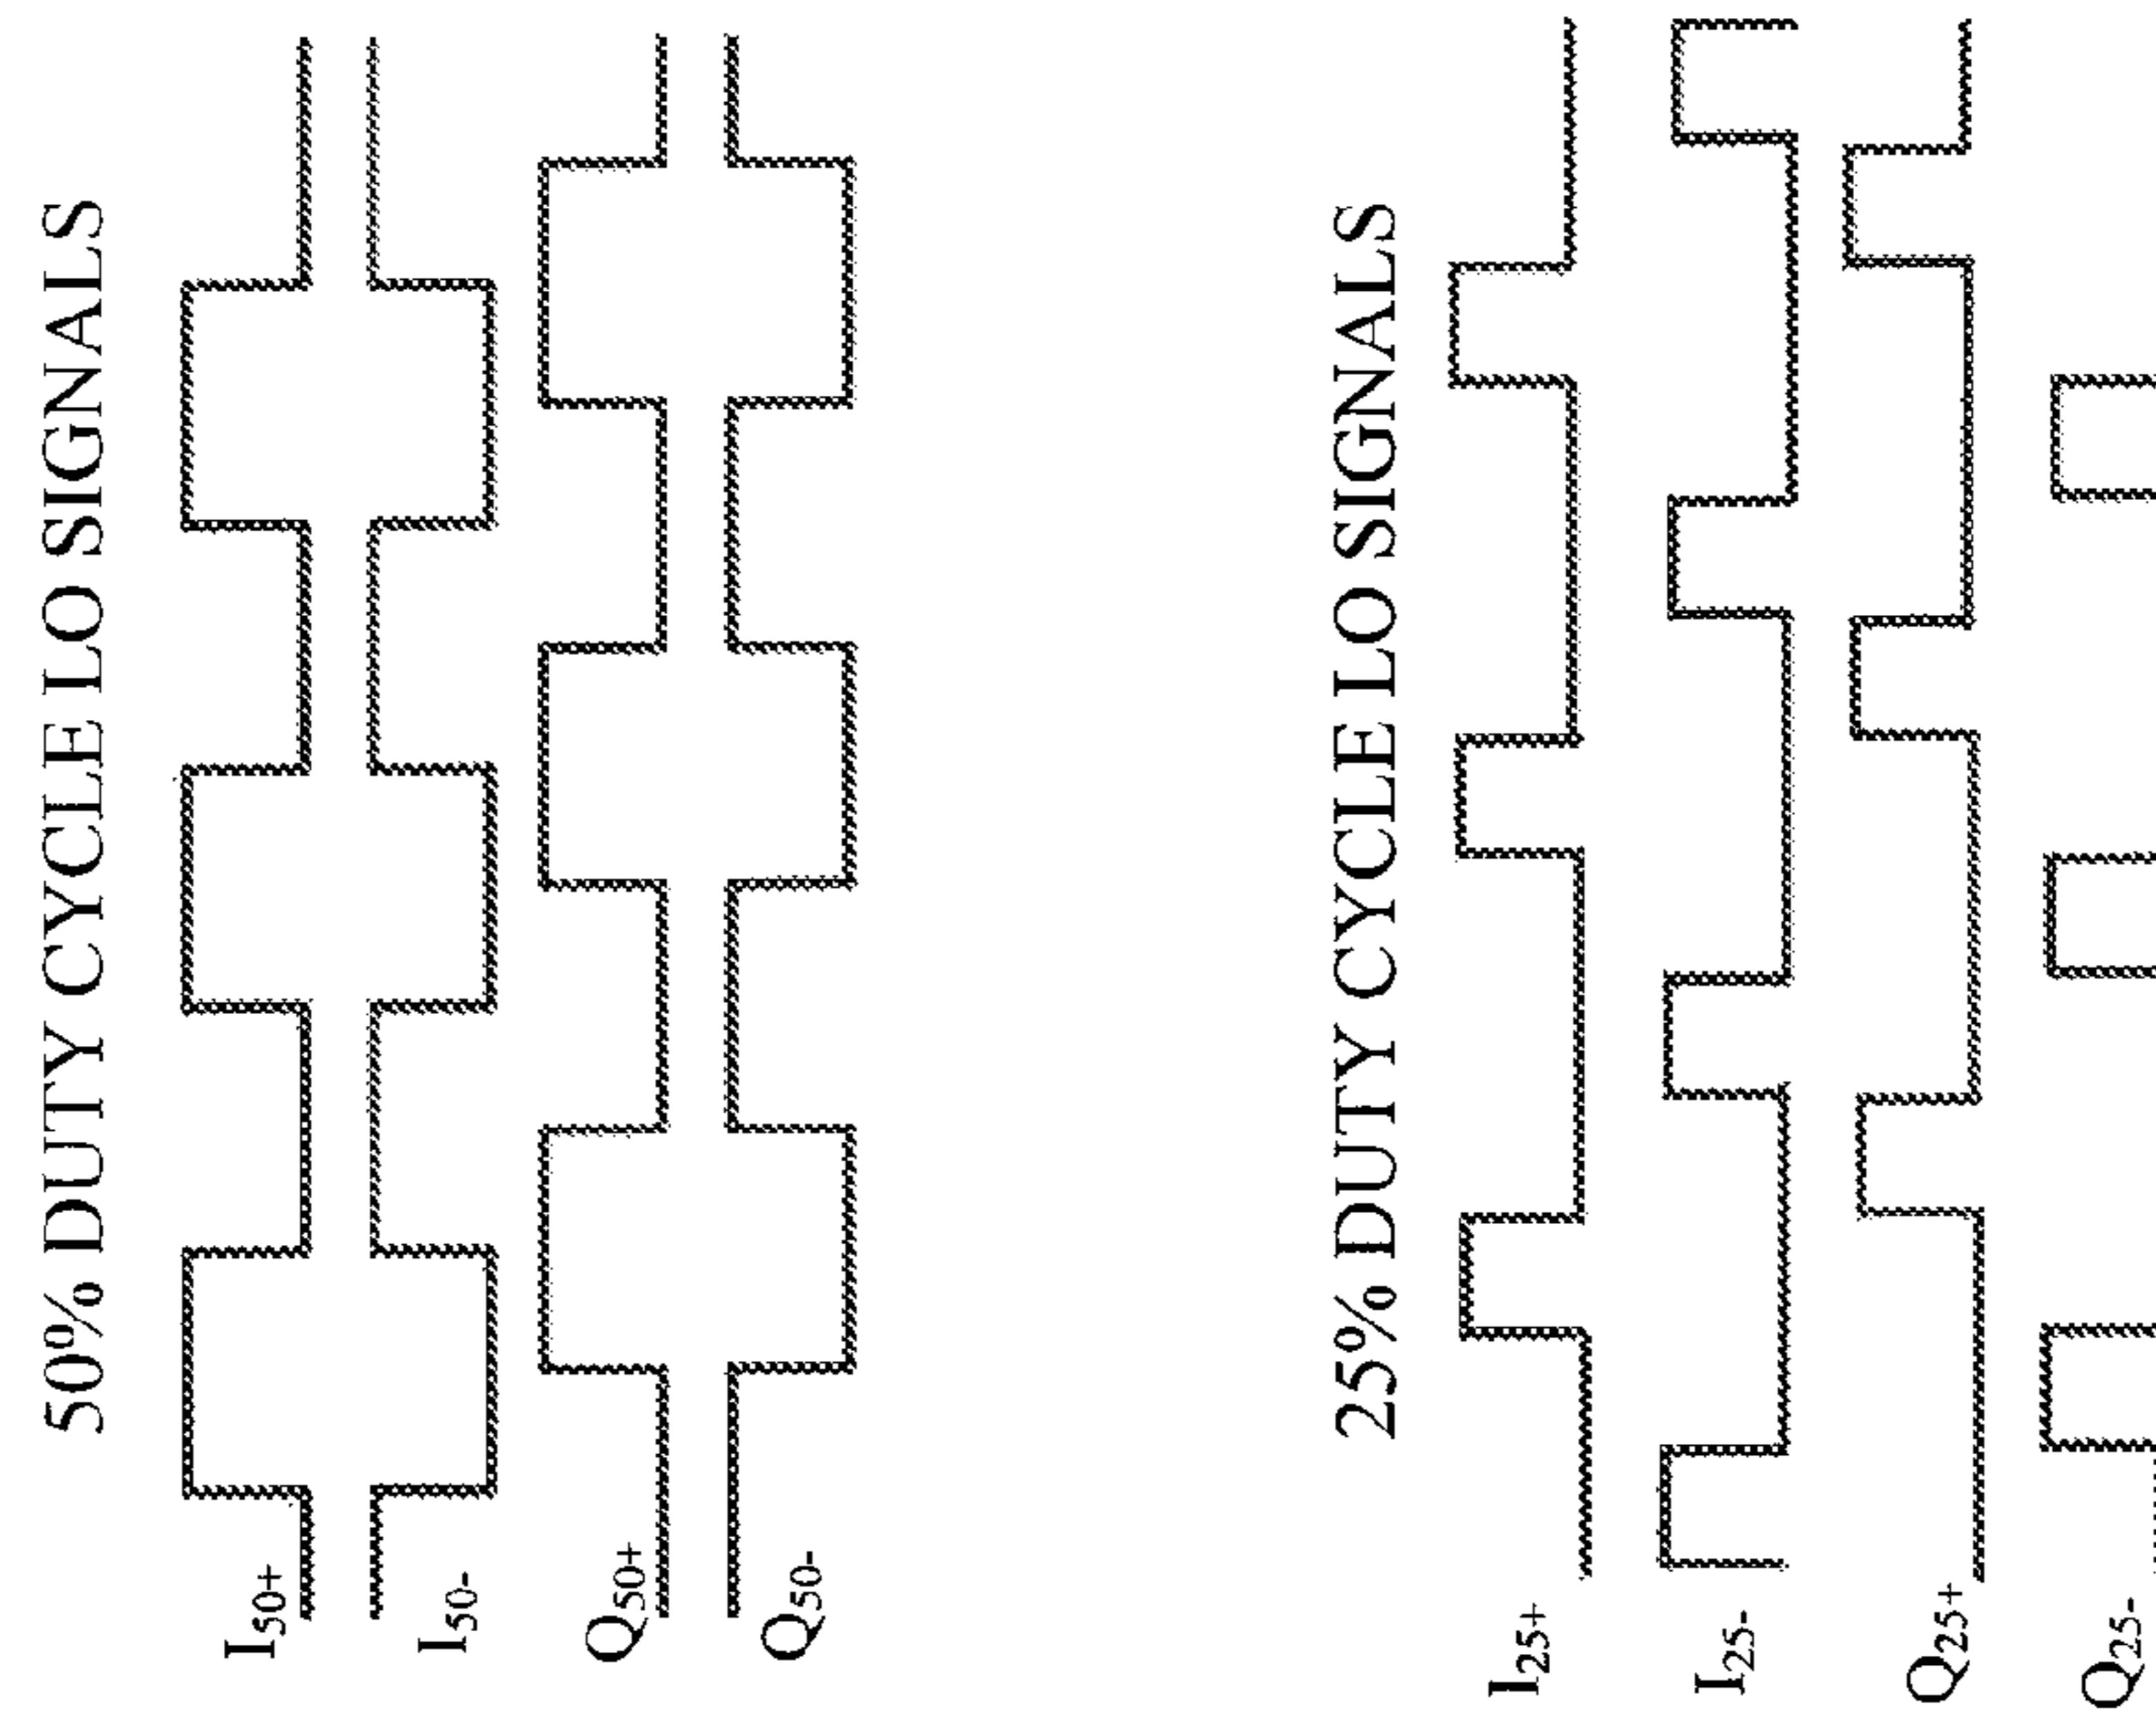 50% DUTY CYCLE LO SIGNALS
I50+
I50-
Q50+
Q50-
25% DUTY CYCLE LO SIGNALS
I25+
I25-
Q25+
Q25-